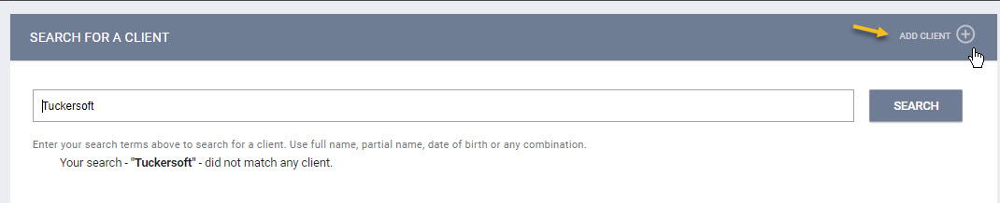 SEARCH FOR A CLIENT
ADD CLIENT
Tuckersoft
SEARCH
Enter your search terms above to search for a client. Use full name, partial name, date of birth or any combination.
Your search - "Tuckersoft" - did not match any client.